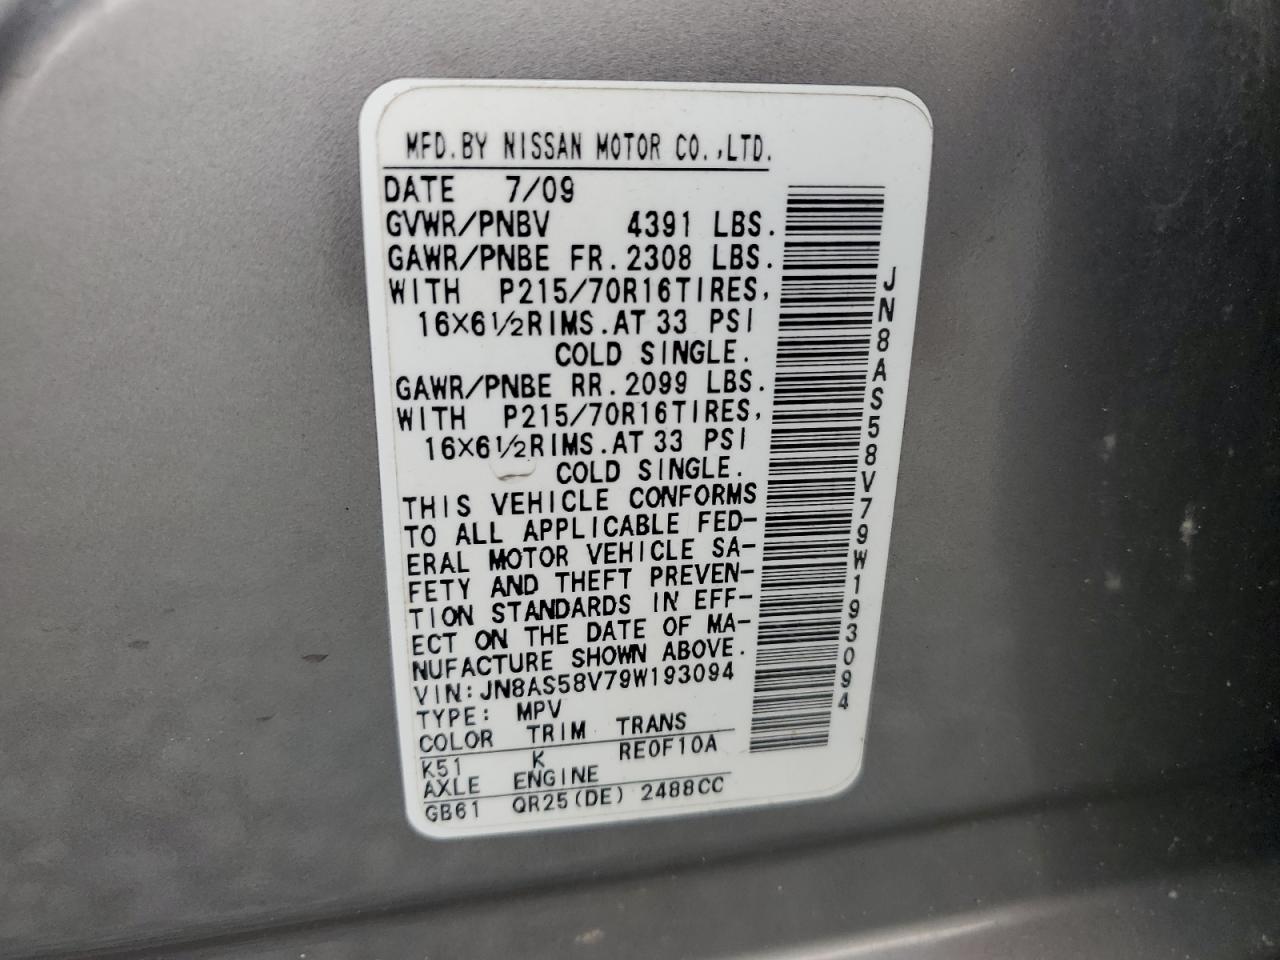 MFD.BY NISSAN MOTOR CO.,LTD.
DATE 7/09
GVWR/PNBV 4391 LBS.
GAWR/PNBE FR.2308 LBS.
WITH P215/70R16TIRES,
16X6½RIMS.AT 33 PSI
COLD SINGLE.
GAWR/PNBE RR.2099 LBS.
WITH P215/70R16TIRES,
16X6½RIMS.AT 33 PSI
COLD SINGLE.
THIS VEHICLE CONFORMS
TO ALL APPLICABLE FED-
ERAL MOTOR VEHICLE SA-
FETY AND THEFT PREVEN-
TION STANDARDS IN EFF-
ECT ON THE DATE OF MA-
NUFACTURE SHOWN ABOVE.
VIN:JN8AS58V79W193094
TYPE: MPV
COLOR TRIM TRANS
K51 K RE0F10A
AXLE ENGINE
GB61 QR25(DE) 2488CC
JN8AS58V79W193094